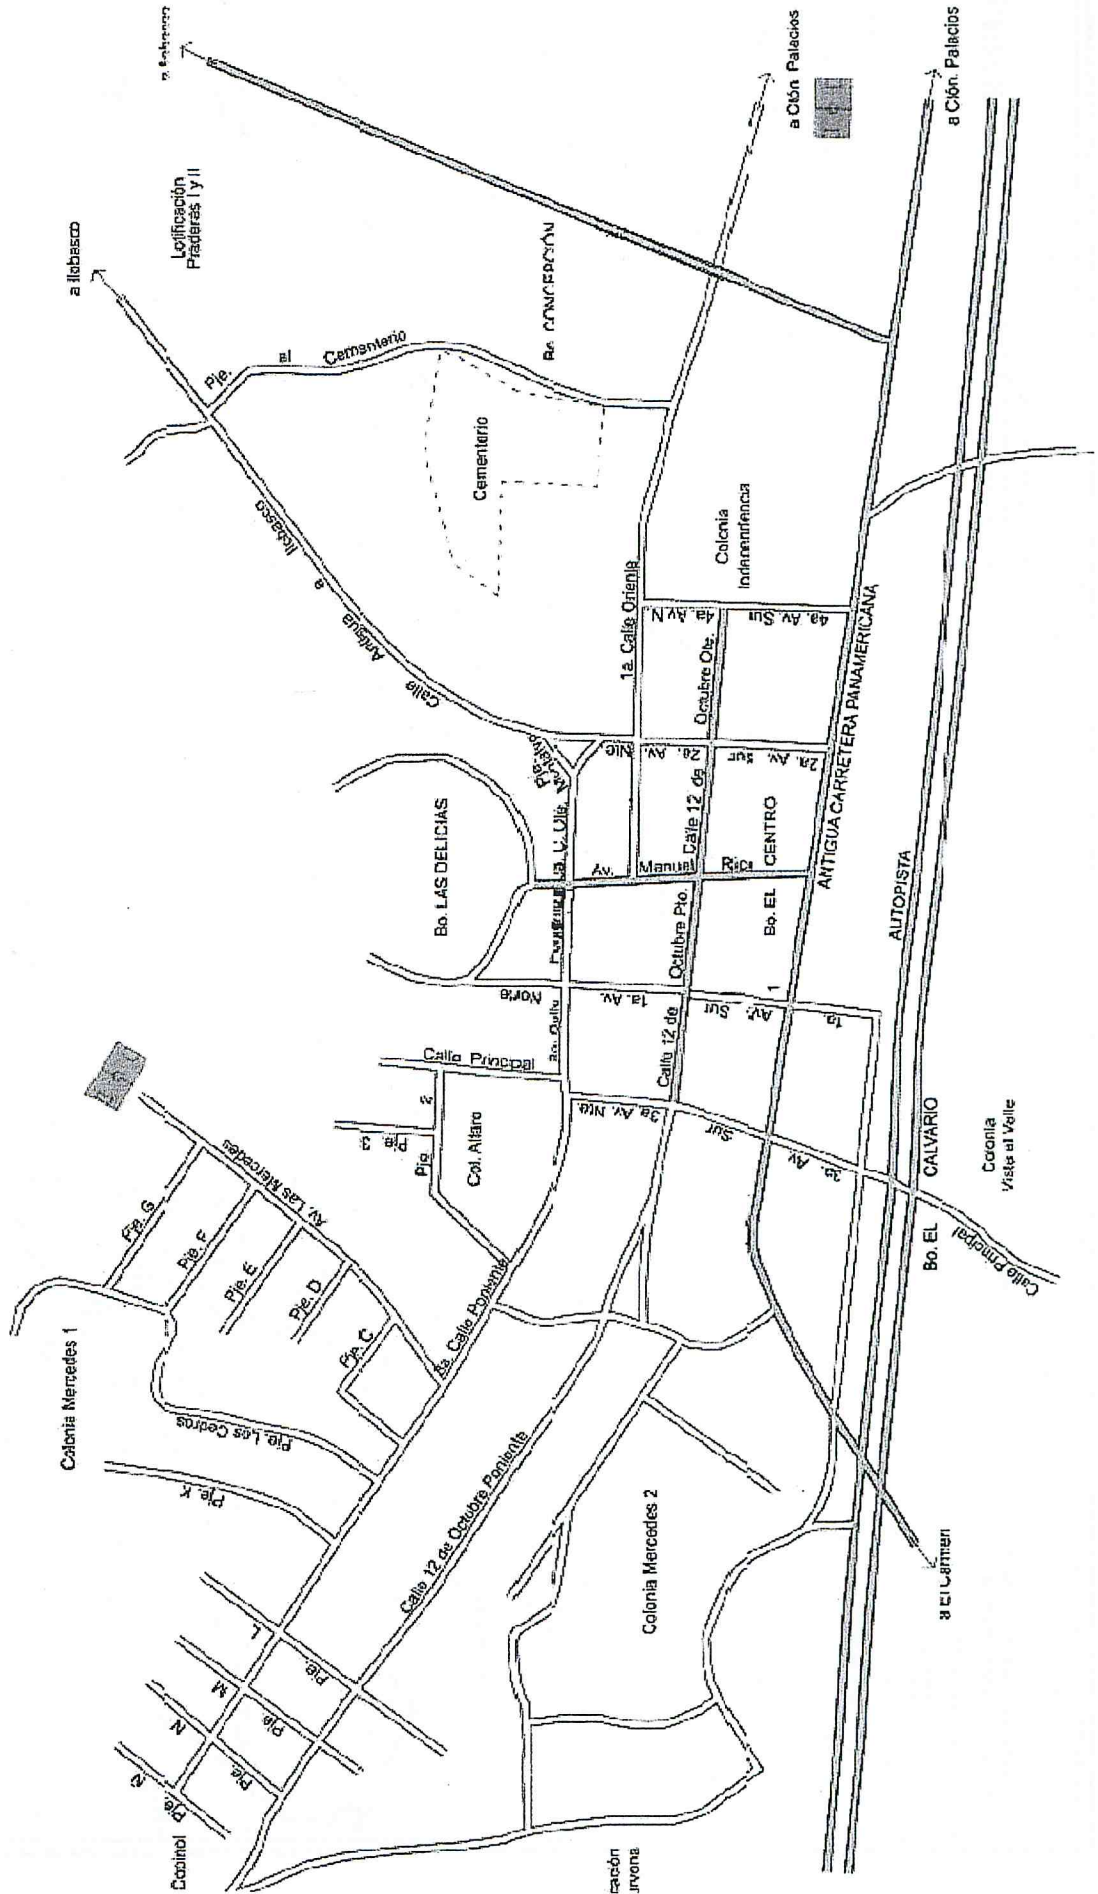 a Ilobasco
Lotificación
Praderas I y II
a Ilobasco
a Ctón. Palacios
a Ctón. Palacios
Pje.
al
Cementerio
Bo. CONCEPCIÓN
Cementerio
Calle
Antigua
a
Ilobasco
Colonia
Independencia
1a. Calle Oriente
4a. Av N.
4a. Av. Sur
Octubre Ote.
Calle 12 de
2a. Av. Nte.
2a. Av. sur
ANTIGUA CARRETERA PANAMERICANA
Pje.
Bo. LAS DELICIAS
Av. Manuel Rici
Bo. EL CENTRO
AUTOPISTA
Norte
1a. Av.
Octubre Pte.
Calle 12 de
1a. Av. Sur
1
Calle Principal
2
Pje
Pje. 3
Col. Alfaro
3a. Av. Nte.
3a. Av. Sur
Bo. EL CALVARIO
Colonia
Vista al Valle
Calle Principal
Av. Las Mercedes
Pje. G
Pje. F
Pje. E
Pje. D
Pje. C
Colonia Mercedes 1
Pje. Los Cedros
Pje. K
Calle Poniente
Calle 12 de Octubre Poniente
Colonia Mercedes 2
a El Carmen
Pje. L
Pje. M
Pje. N
Pje. Ñ
cación